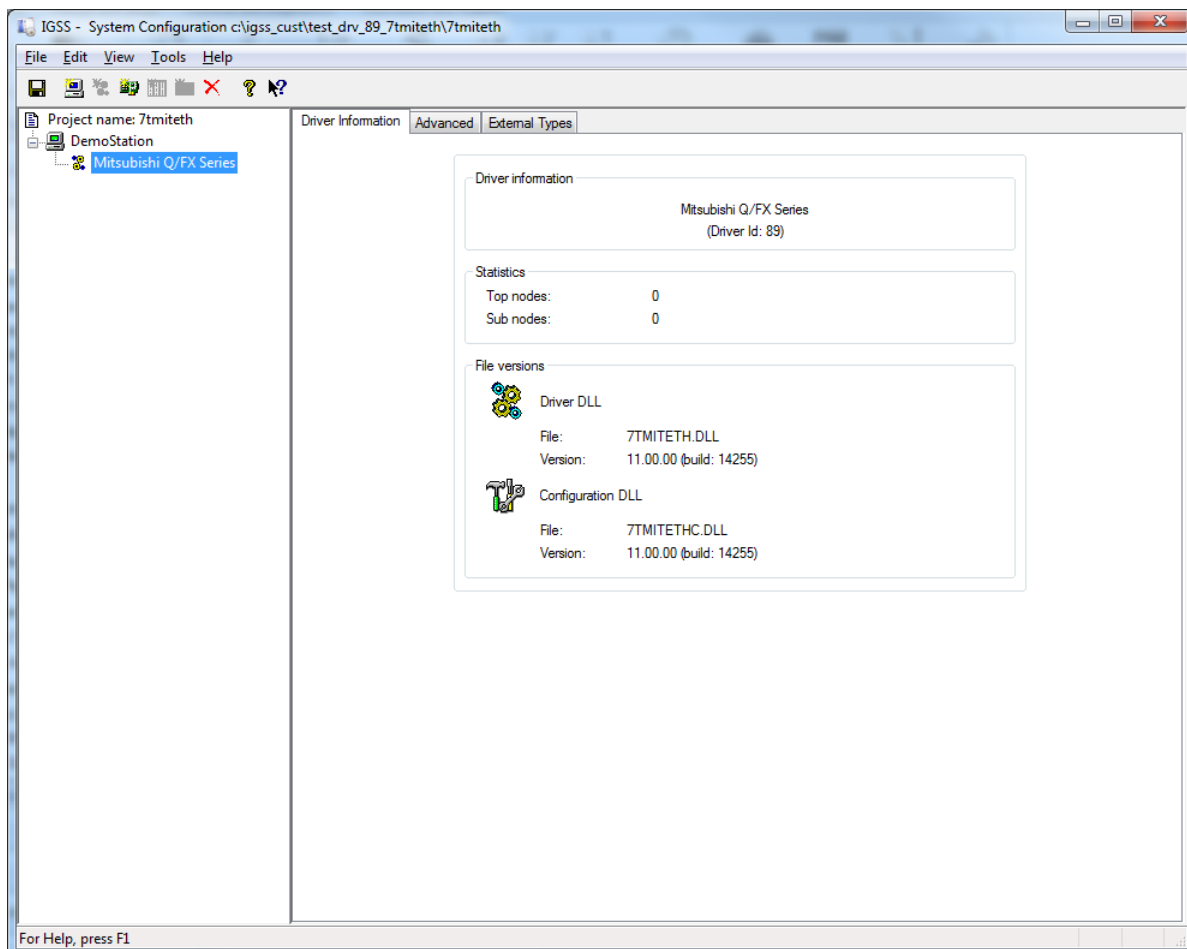 IGSS - System Configuration c:\igss_cust\test_drv_89_7tmiteth\7tmiteth
File Edit View Tools Help
Project name: 7tmiteth
DemoStation
Mitsubishi Q/FX Series
Driver Information Advanced External Types
Driver information
Mitsubishi Q/FX Series
(Driver Id: 89)
Statistics
Top nodes: 0
Sub nodes: 0
File versions
Driver DLL
File: 7TMITETH.DLL
Version: 11.00.00 (build: 14255)
Configuration DLL
File: 7TMITETHC.DLL
Version: 11.00.00 (build: 14255)
For Help, press F1